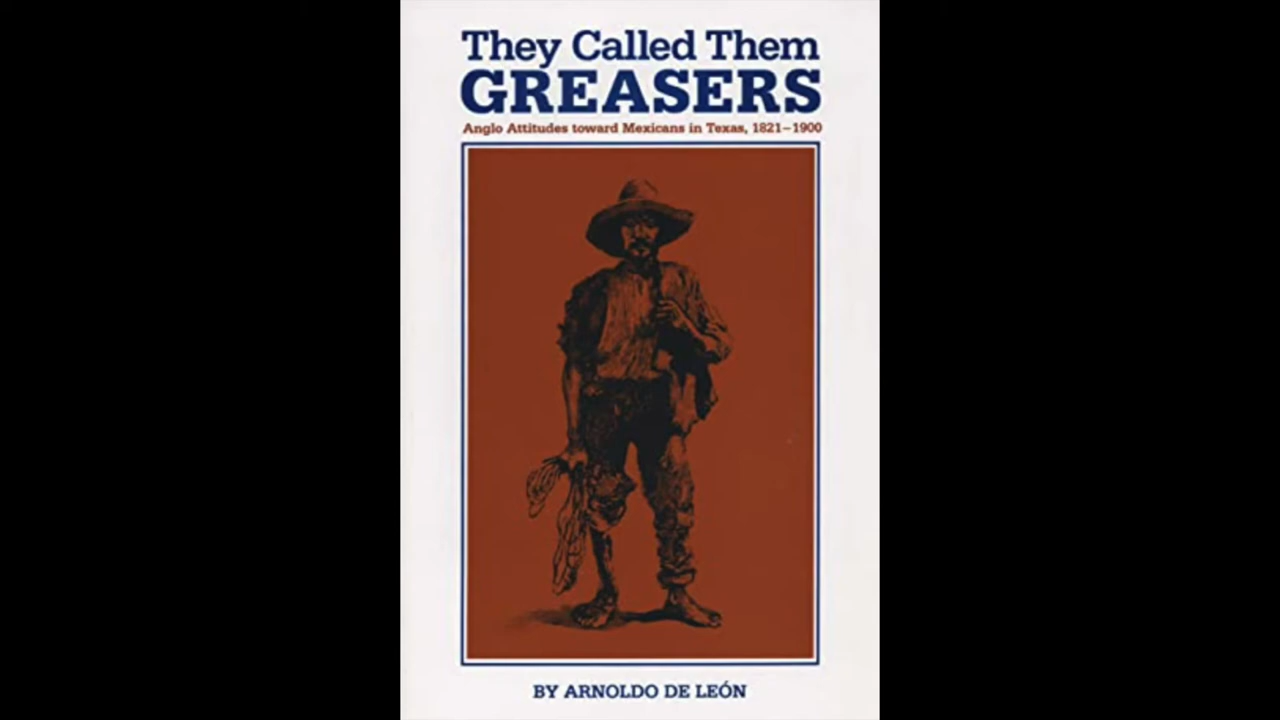 They Called Them
GREASERS
Anglo Attitudes toward Mexicans in Texas, 1821–1900
BY ARNOLDO DE LEÓN